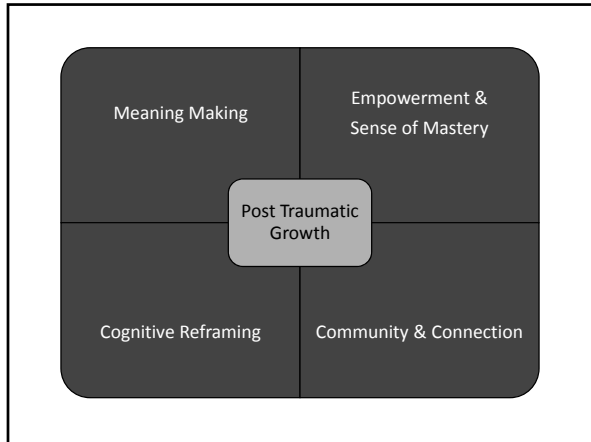 Meaning Making
Empowerment &
Sense of Mastery
Post Traumatic
Growth
Cognitive Reframing
Community & Connection